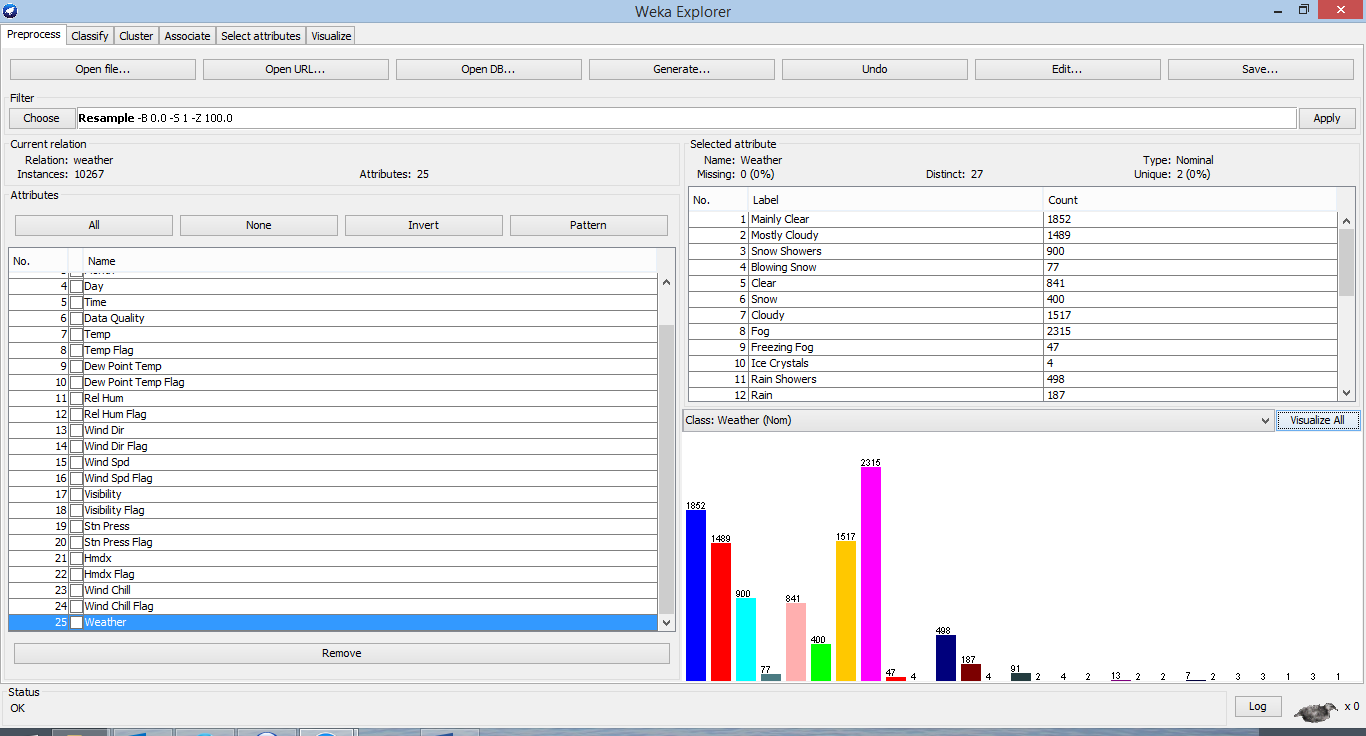 Weka Explorer
Preprocess Classify Cluster Associate Select attributes Visualize
Open file... Open URL... Open DB... Generate... Undo Edit... Save...
Filter
Choose Resample -B 0.0 -S 1 -Z 100.0 Apply
Current relation
Relation: weather
Instances: 10267 Attributes: 25
Attributes
All None Invert Pattern
No. Name
4 Day
5 Time
6 Data Quality
7 Temp
8 Temp Flag
9 Dew Point Temp
10 Dew Point Temp Flag
11 Rel Hum
12 Rel Hum Flag
13 Wind Dir
14 Wind Dir Flag
15 Wind Spd
16 Wind Spd Flag
17 Visibility
18 Visibility Flag
19 Stn Press
20 Stn Press Flag
21 Hmdx
22 Hmdx Flag
23 Wind Chill
24 Wind Chill Flag
25 Weather
Remove
Selected attribute
Name: Weather Type: Nominal
Missing: 0 (0%) Distinct: 27 Unique: 2 (0%)
No. Label Count
1 Mainly Clear 1852
2 Mostly Cloudy 1489
3 Snow Showers 900
4 Blowing Snow 77
5 Clear 841
6 Snow 400
7 Cloudy 1517
8 Fog 2315
9 Freezing Fog 47
10 Ice Crystals 4
11 Rain Showers 498
12 Rain 187
Class: Weather (Nom) Visualize All
1852 1489 900 77 841 400 1517 2315 47 4 498 187 4 91 2 4 2 13 2 2 7 2 3 3 1 3 1
Status
OK
Log x 0